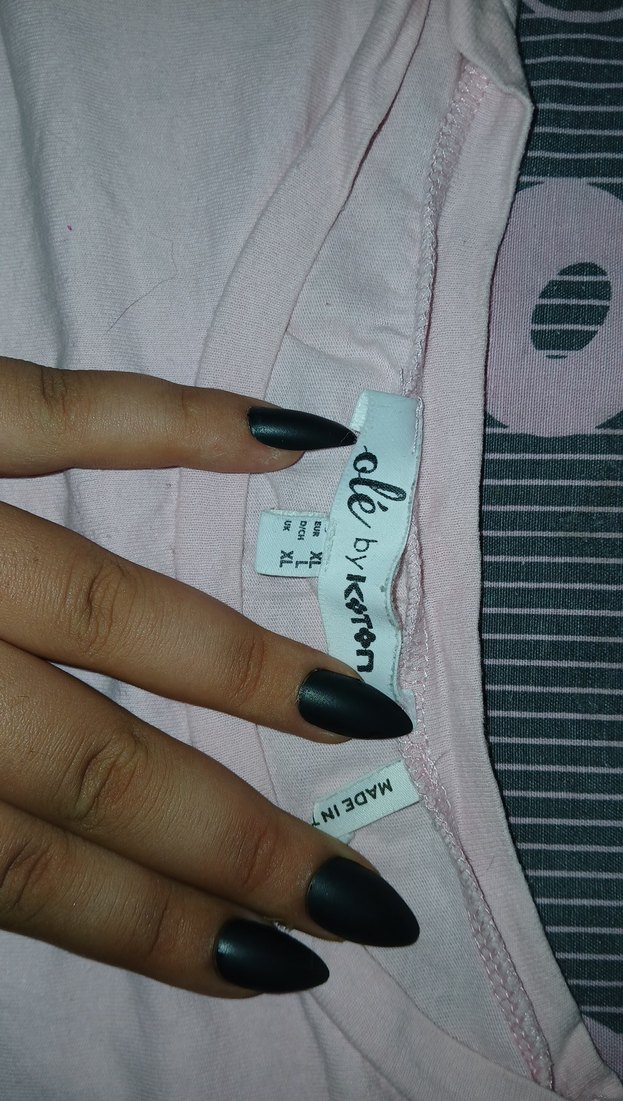 olé by KOTON
EUR XL
D/CH L
UK XL
MADE IN